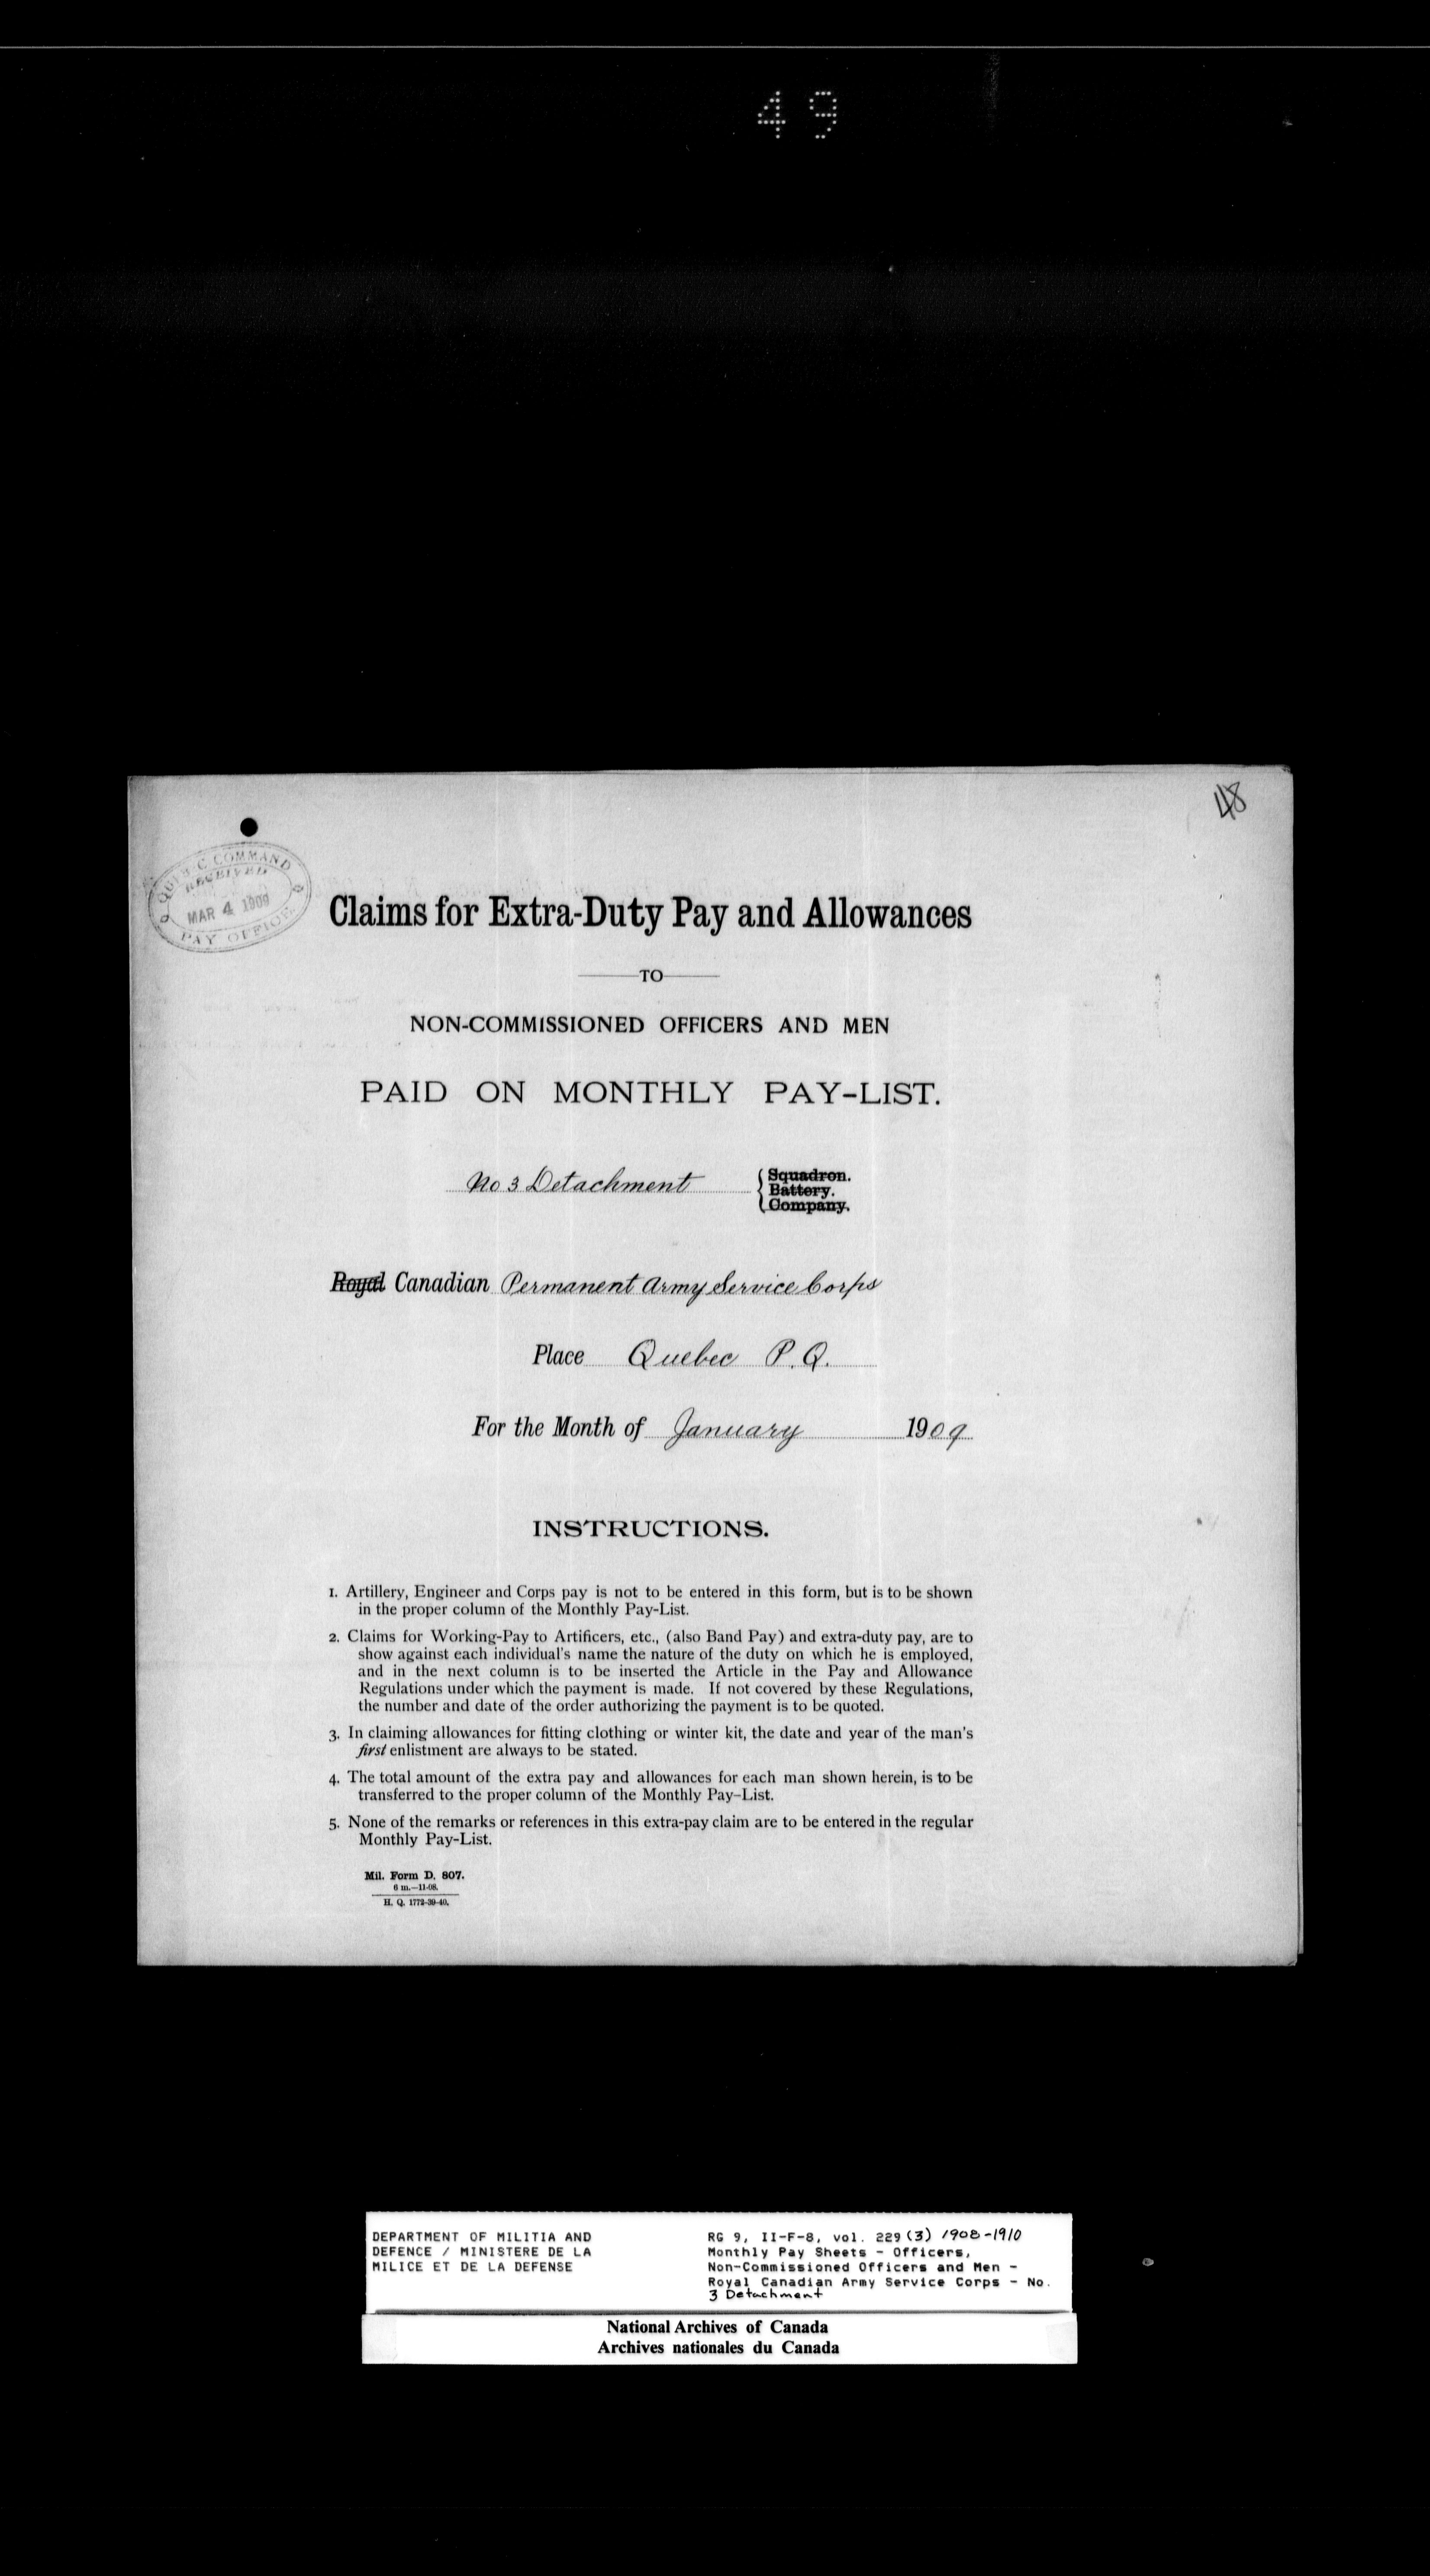 49
48
QUEBEC COMMAND
RECEIVED
MAR 4 1909
PAY OFFICE
Claims for Extra-Duty Pay and Allowances
TO
NON-COMMISSIONED OFFICERS AND MEN
PAID ON MONTHLY PAY-LIST.
No 3 Detachment
Squadron.
Battery.
Company.
Royal Canadian Permanent Army Service Corps
Place Quebec P.Q.
For the Month of January 1909
INSTRUCTIONS.
1. Artillery, Engineer and Corps pay is not to be entered in this form, but is to be shown
in the proper column of the Monthly Pay-List.
2. Claims for Working-Pay to Artificers, etc., (also Band Pay) and extra-duty pay, are to
show against each individual's name the nature of the duty on which he is employed,
and in the next column is to be inserted the Article in the Pay and Allowance
Regulations under which the payment is made. If not covered by these Regulations,
the number and date of the order authorizing the payment is to be quoted.
3. In claiming allowances for fitting clothing or winter kit, the date and year of the man's
first enlistment are always to be stated.
4. The total amount of the extra pay and allowances for each man shown herein, is to be
transferred to the proper column of the Monthly Pay-List.
5. None of the remarks or references in this extra-pay claim are to be entered in the regular
Monthly Pay-List.
Mil. Form D. 807.
6 m.—11-08.
H. Q. 1772-39-40.
DEPARTMENT OF MILITIA AND
DEFENCE / MINISTERE DE LA
MILICE ET DE LA DEFENSE
RG 9, II-F-8, vol. 229 (3) 1908-1910
Monthly Pay Sheets - Officers,
Non-Commissioned Officers and Men -
Royal Canadian Army Service Corps - No.
3 Detachment
National Archives of Canada
Archives nationales du Canada